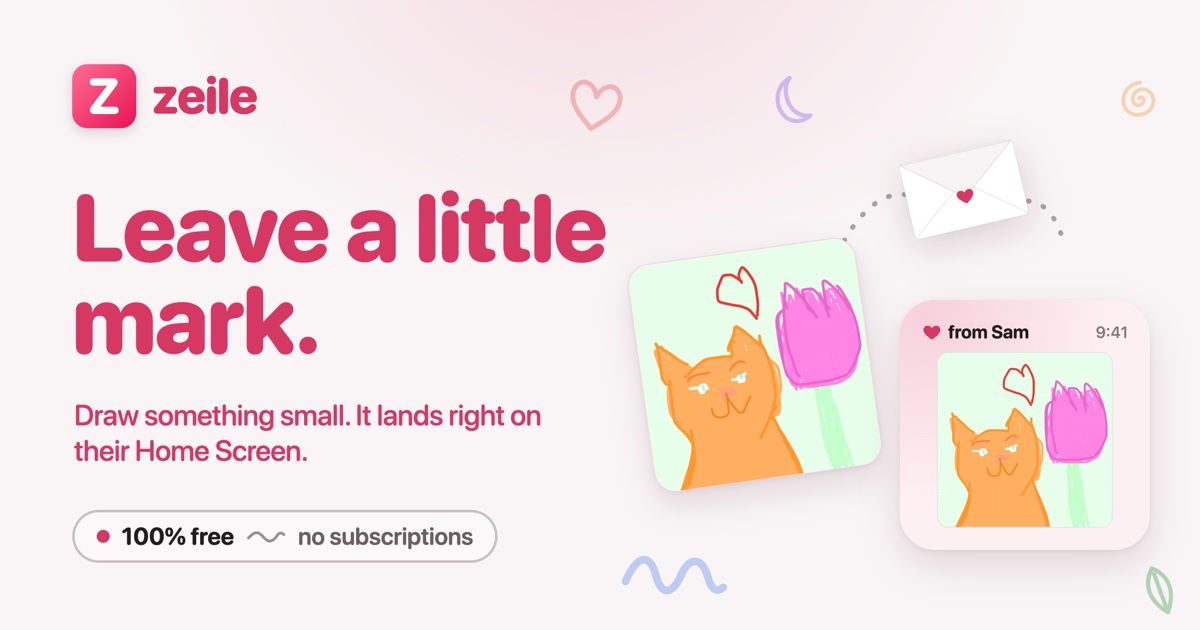 Z zeile
Leave a little
mark.
Draw something small. It lands right on
their Home Screen.
100% free no subscriptions
from Sam 9:41